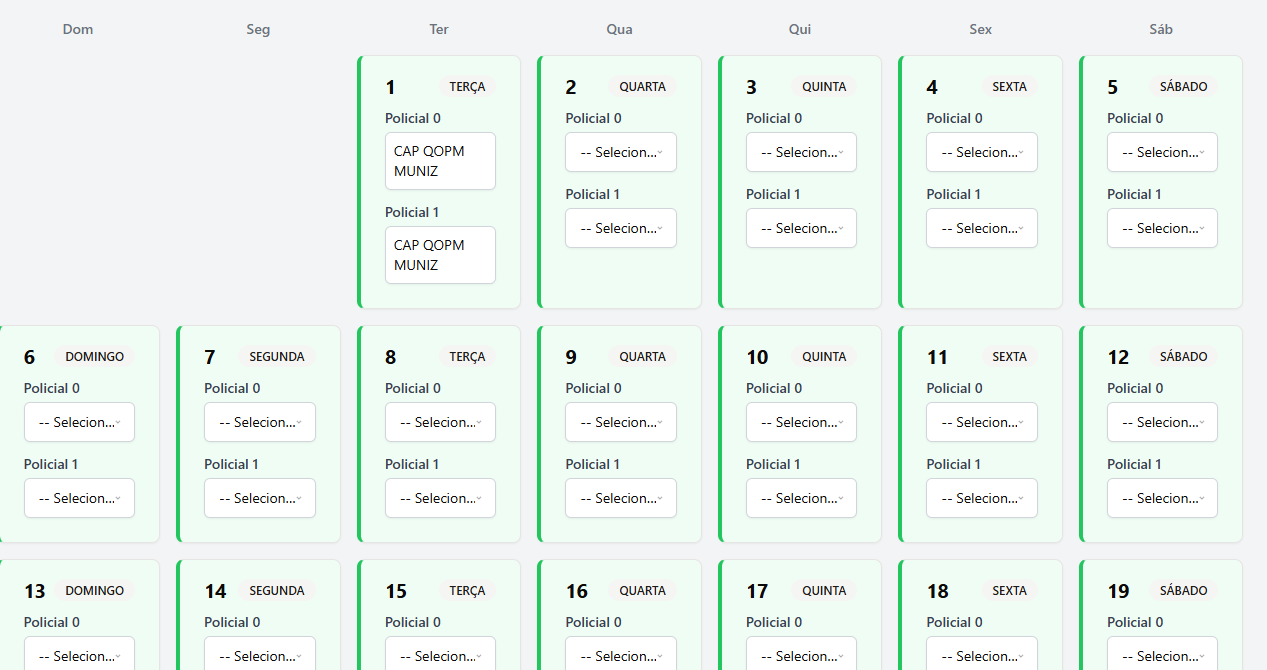 Dom Seg Ter Qua Qui Sex Sáb
1 TERÇA
Policial 0
CAP QOPM
MUNIZ
Policial 1
CAP QOPM
MUNIZ
2 QUARTA
Policial 0
-- Selecion...
Policial 1
-- Selecion...
3 QUINTA
Policial 0
-- Selecion...
Policial 1
-- Selecion...
4 SEXTA
Policial 0
-- Selecion...
Policial 1
-- Selecion...
5 SÁBADO
Policial 0
-- Selecion...
Policial 1
-- Selecion...
6 DOMINGO
Policial 0
-- Selecion...
Policial 1
-- Selecion...
7 SEGUNDA
Policial 0
-- Selecion...
Policial 1
-- Selecion...
8 TERÇA
Policial 0
-- Selecion...
Policial 1
-- Selecion...
9 QUARTA
Policial 0
-- Selecion...
Policial 1
-- Selecion...
10 QUINTA
Policial 0
-- Selecion...
Policial 1
-- Selecion...
11 SEXTA
Policial 0
-- Selecion...
Policial 1
-- Selecion...
12 SÁBADO
Policial 0
-- Selecion...
Policial 1
-- Selecion...
13 DOMINGO
Policial 0
-- Selecion...
14 SEGUNDA
Policial 0
-- Selecion...
15 TERÇA
Policial 0
-- Selecion...
16 QUARTA
Policial 0
-- Selecion...
17 QUINTA
Policial 0
-- Selecion...
18 SEXTA
Policial 0
-- Selecion...
19 SÁBADO
Policial 0
-- Selecion...